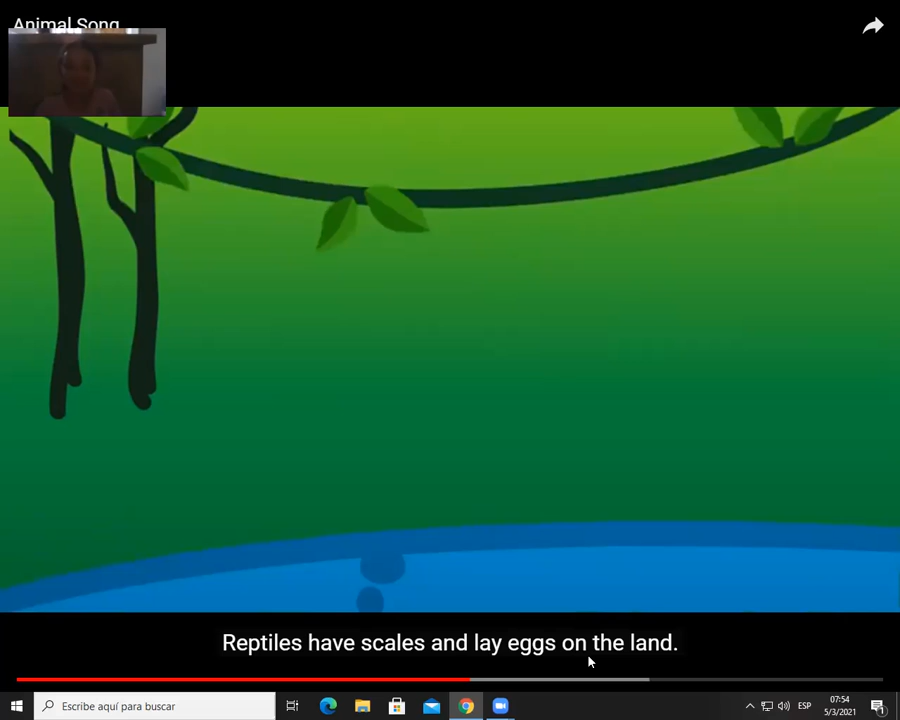 Animal Song
Reptiles have scales and lay eggs on the land.
Escribe aquí para buscar
ESP
07:54
5/3/2021
1